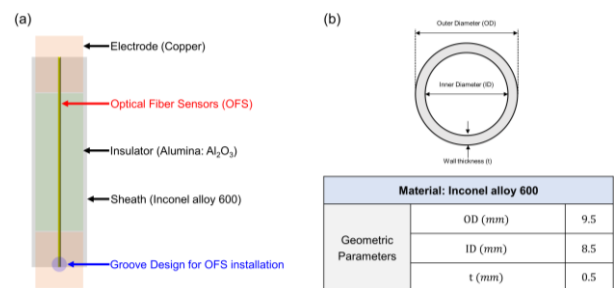 (a)
Electrode (Copper)
Optical Fiber Sensors (OFS)
Insulator (Alumina: Al₂O₃)
Sheath (Inconel alloy 600)
Groove Design for OFS installation
(b)
Outer Diameter (OD)
Inner Diameter (ID)
Wall thickness (t)
Material: Inconel alloy 600
Geometric
Parameters
OD (mm) 9.5
ID (mm) 8.5
t (mm) 0.5